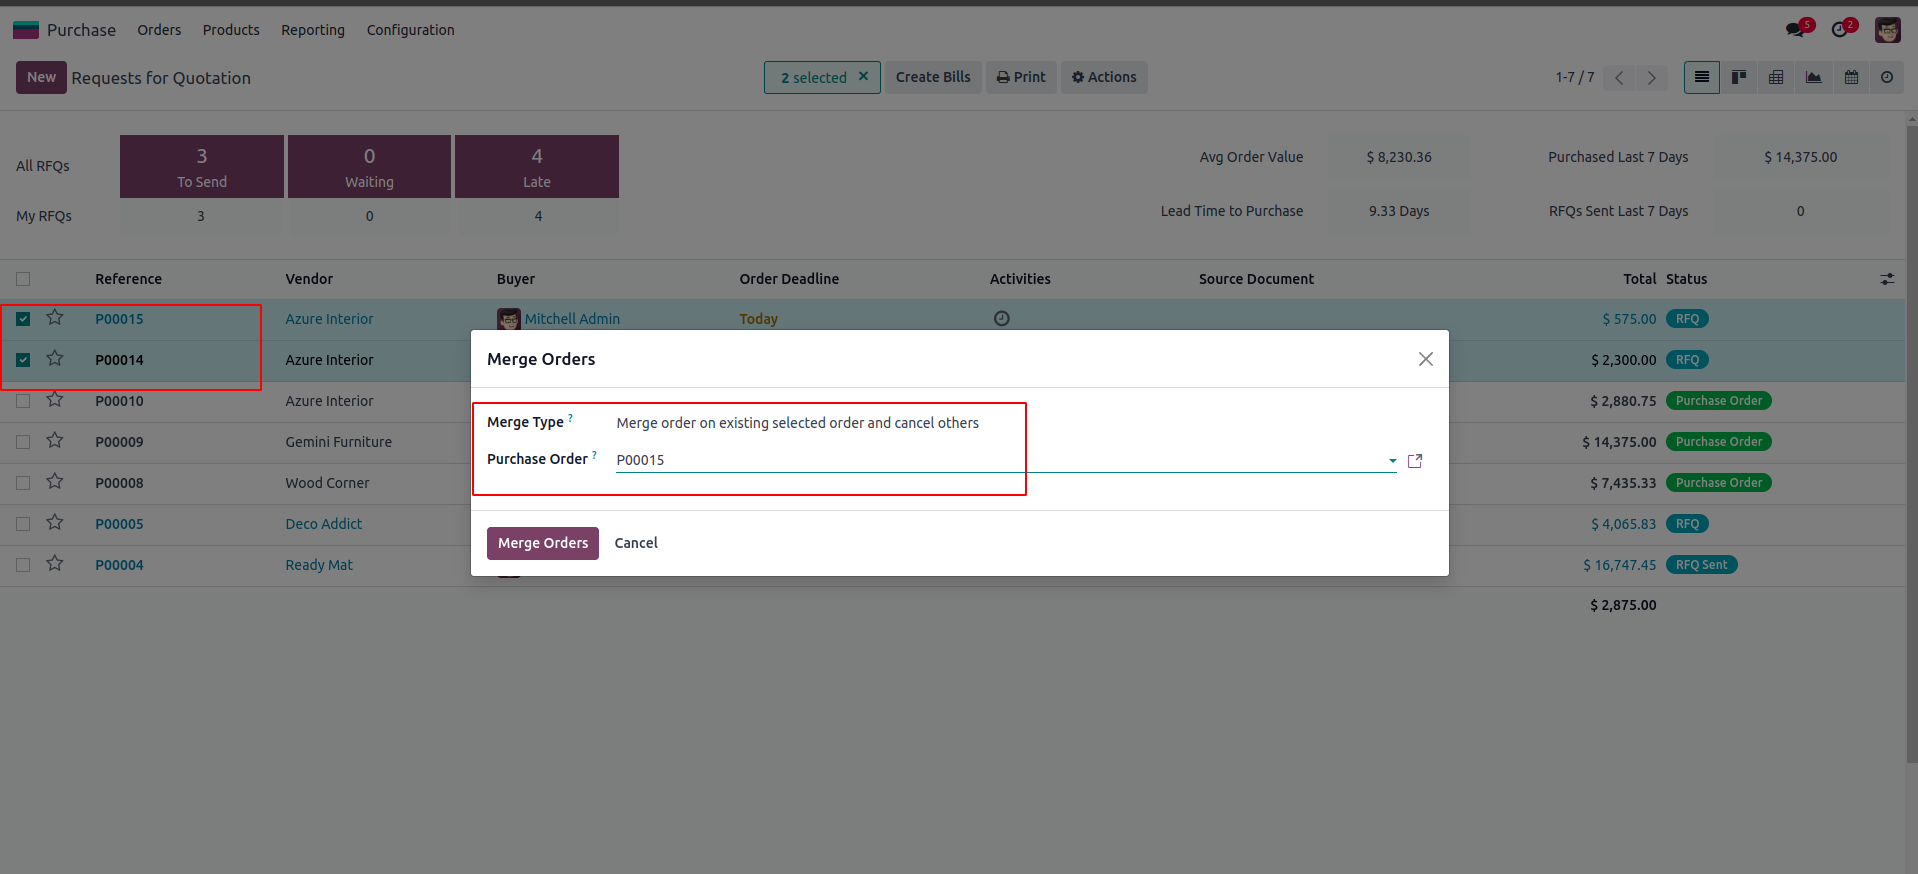 Purchase Orders Products Reporting Configuration 5 2
New Requests for Quotation 2 selected × Create Bills Print Actions 1-7 / 7
All RFQs 3 To Send 0 Waiting 4 Late
My RFQs 3 0 4
Avg Order Value $ 8,230.36 Purchased Last 7 Days $ 14,375.00
Lead Time to Purchase 9.33 Days RFQs Sent Last 7 Days 0
Reference Vendor Buyer Order Deadline Activities Source Document Total Status
P00015 Azure Interior Mitchell Admin Today $ 575.00 RFQ
P00014 Azure Interior $ 2,300.00 RFQ
P00010 Azure Interior $ 2,880.75 Purchase Order
P00009 Gemini Furniture $ 14,375.00 Purchase Order
P00008 Wood Corner $ 7,435.33 Purchase Order
P00005 Deco Addict $ 4,065.83 RFQ
P00004 Ready Mat $ 16,747.45 RFQ Sent
$ 2,875.00
Merge Orders
Merge Type ? Merge order on existing selected order and cancel others
Purchase Order ? P00015
Merge Orders Cancel